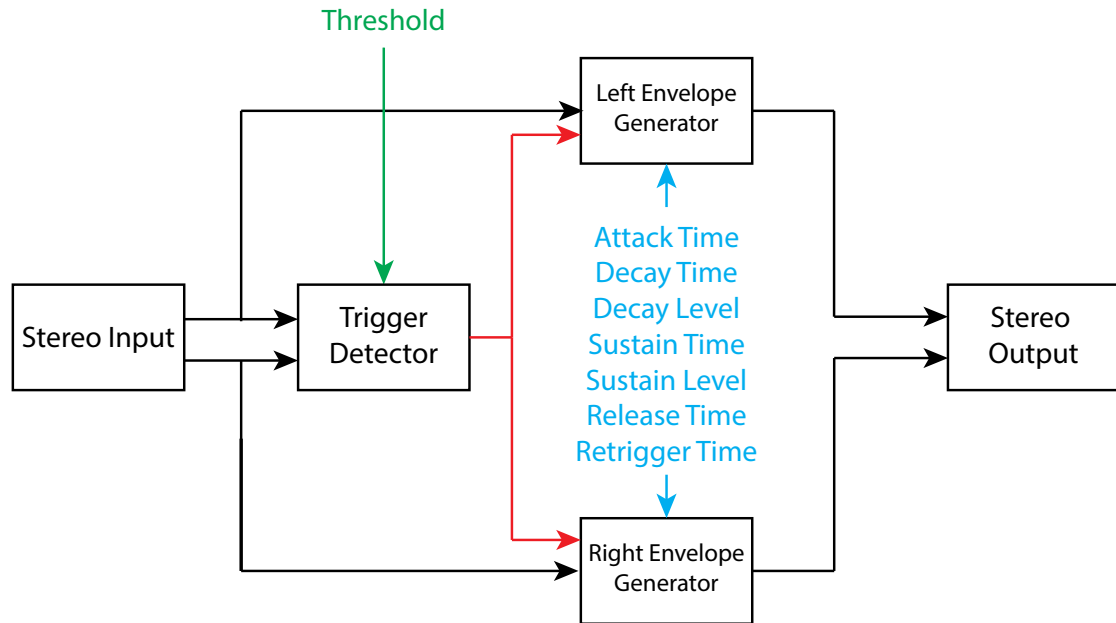 Threshold
Left Envelope
Generator
Attack Time
Decay Time
Decay Level
Sustain Time
Sustain Level
Release Time
Retrigger Time
Stereo Input
Trigger
Detector
Stereo
Output
Right Envelope
Generator